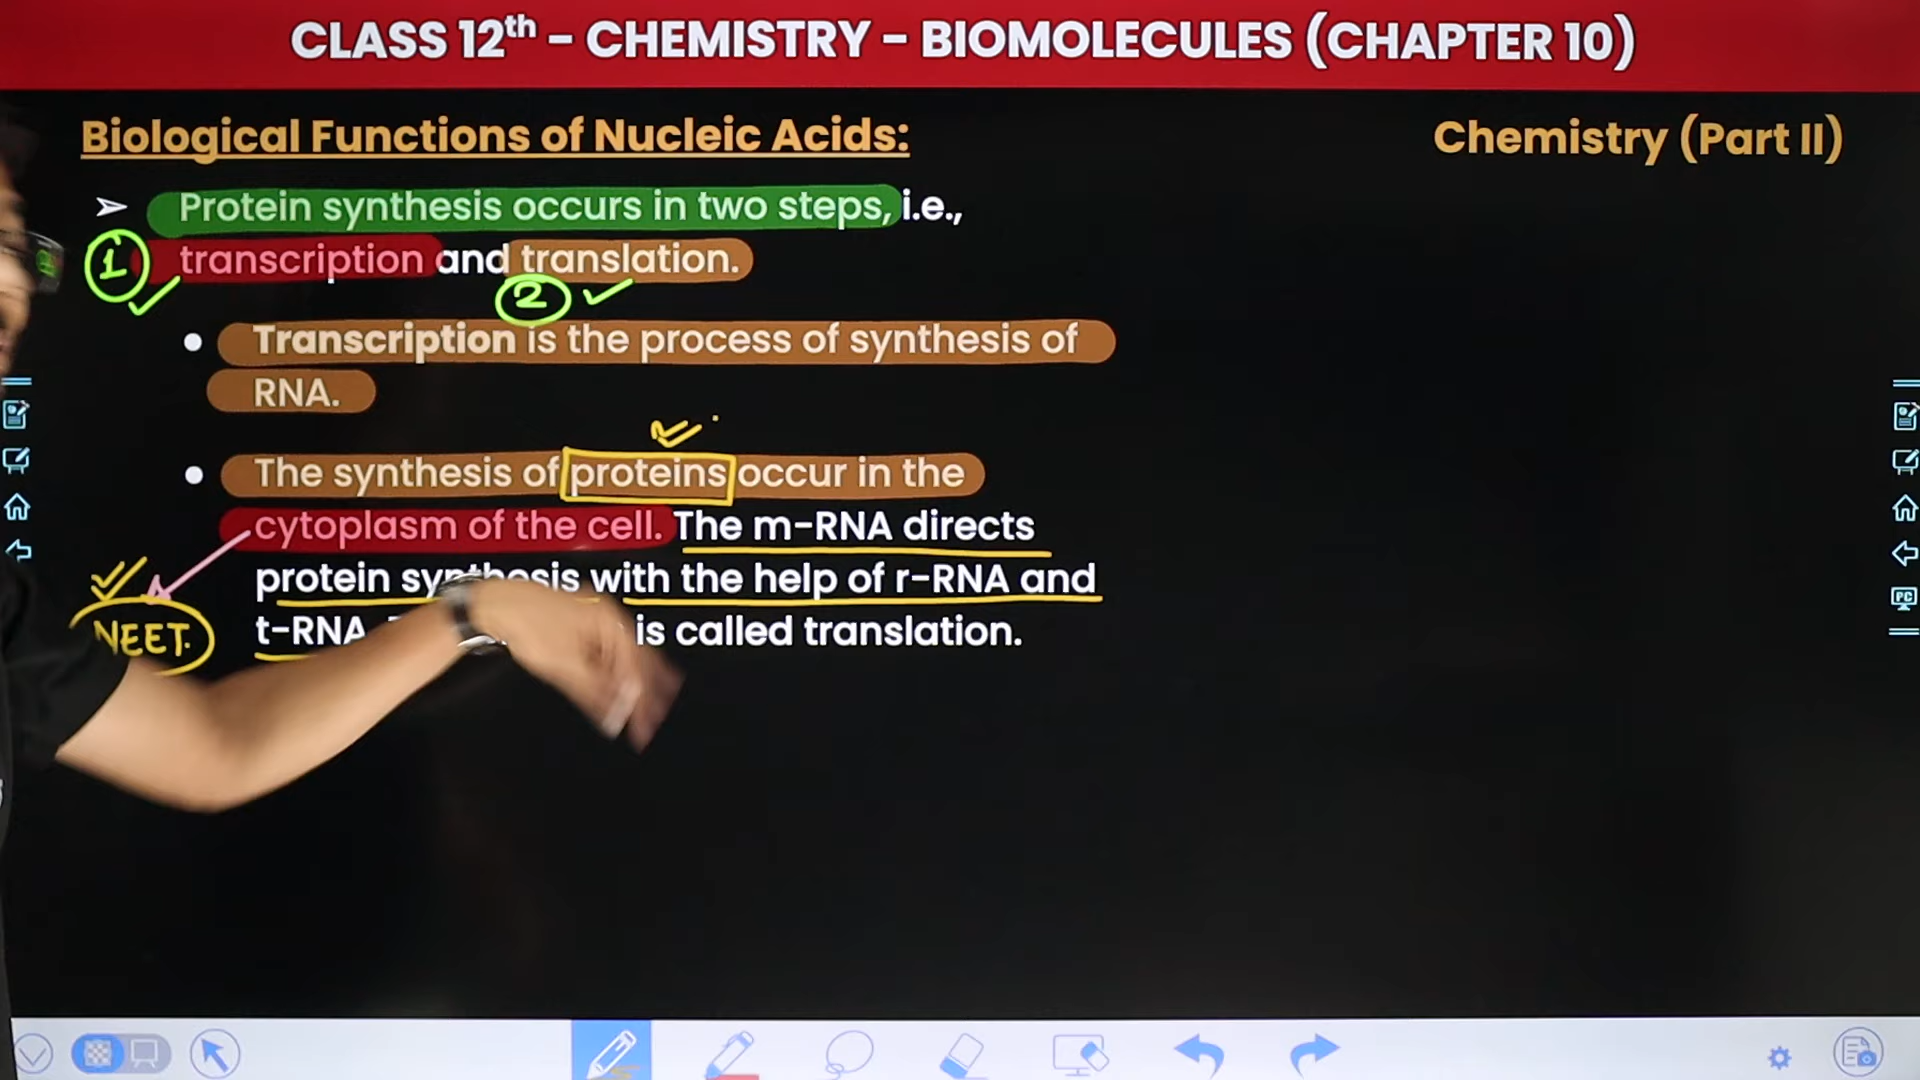 CLASS 12th - CHEMISTRY - BIOMOLECULES (CHAPTER 10)
Biological Functions of Nucleic Acids:
Chemistry (Part II)
➢ Protein synthesis occurs in two steps, i.e.,
1 transcription and translation.
2
• Transcription is the process of synthesis of
RNA.
• The synthesis of proteins occur in the
cytoplasm of the cell. The m-RNA directs
protein synthesis with the help of r-RNA and
t-RNA is called translation.
NEET.
PC